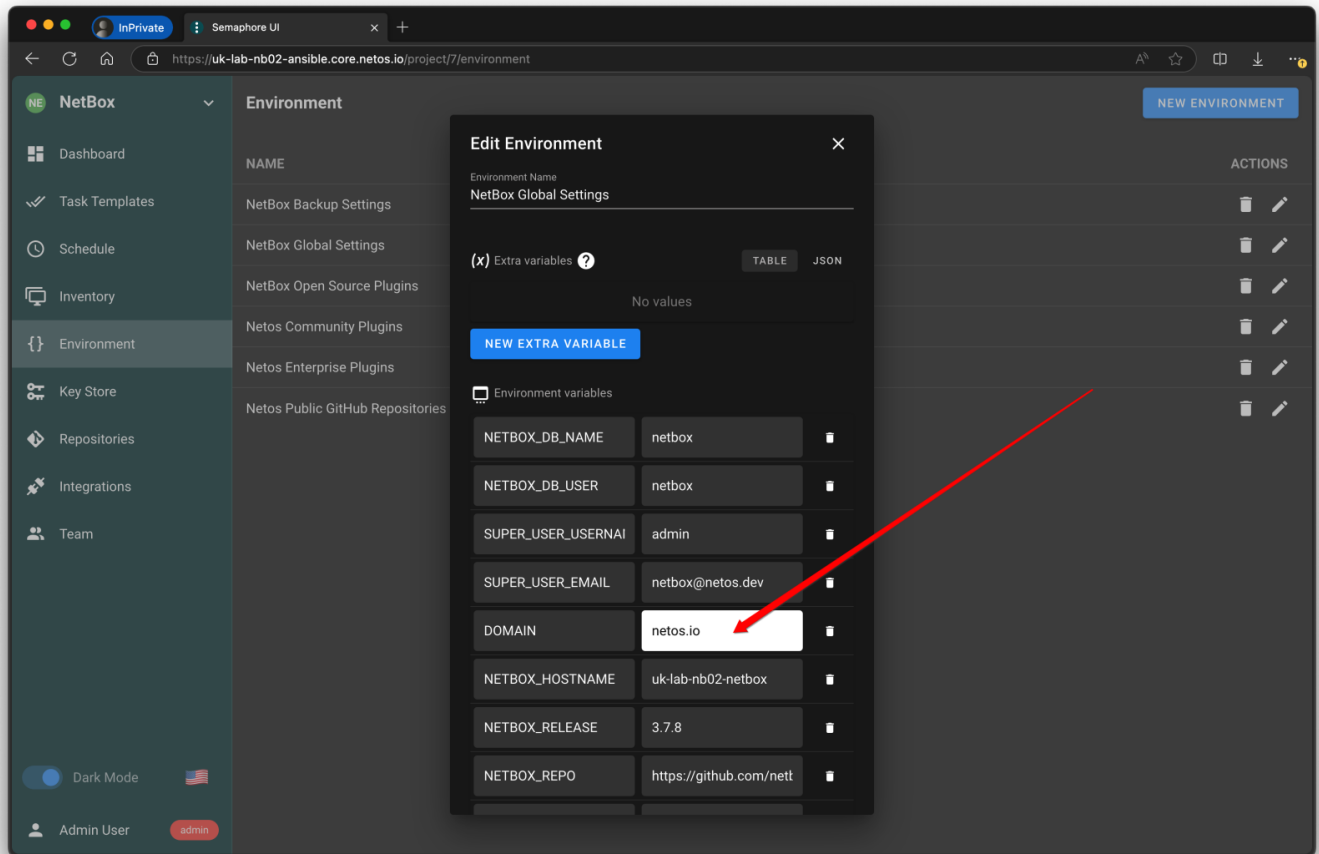 InPrivate
Semaphore UI
https://uk-lab-nb02-ansible.core.netos.io/project/7/environment
NE NetBox
Environment
NEW ENVIRONMENT
Dashboard
Task Templates
Schedule
Inventory
Environment
Key Store
Repositories
Integrations
Team
NAME
ACTIONS
NetBox Backup Settings
NetBox Global Settings
NetBox Open Source Plugins
Netos Community Plugins
Netos Enterprise Plugins
Netos Public GitHub Repositories
Edit Environment
Environment Name
NetBox Global Settings
(x) Extra variables ?
TABLE JSON
No values
NEW EXTRA VARIABLE
Environment variables
NETBOX_DB_NAME netbox
NETBOX_DB_USER netbox
SUPER_USER_USERNAI admin
SUPER_USER_EMAIL netbox@netos.dev
DOMAIN netos.io
NETBOX_HOSTNAME uk-lab-nb02-netbox
NETBOX_RELEASE 3.7.8
NETBOX_REPO https://github.com/netb
Dark Mode
Admin User admin